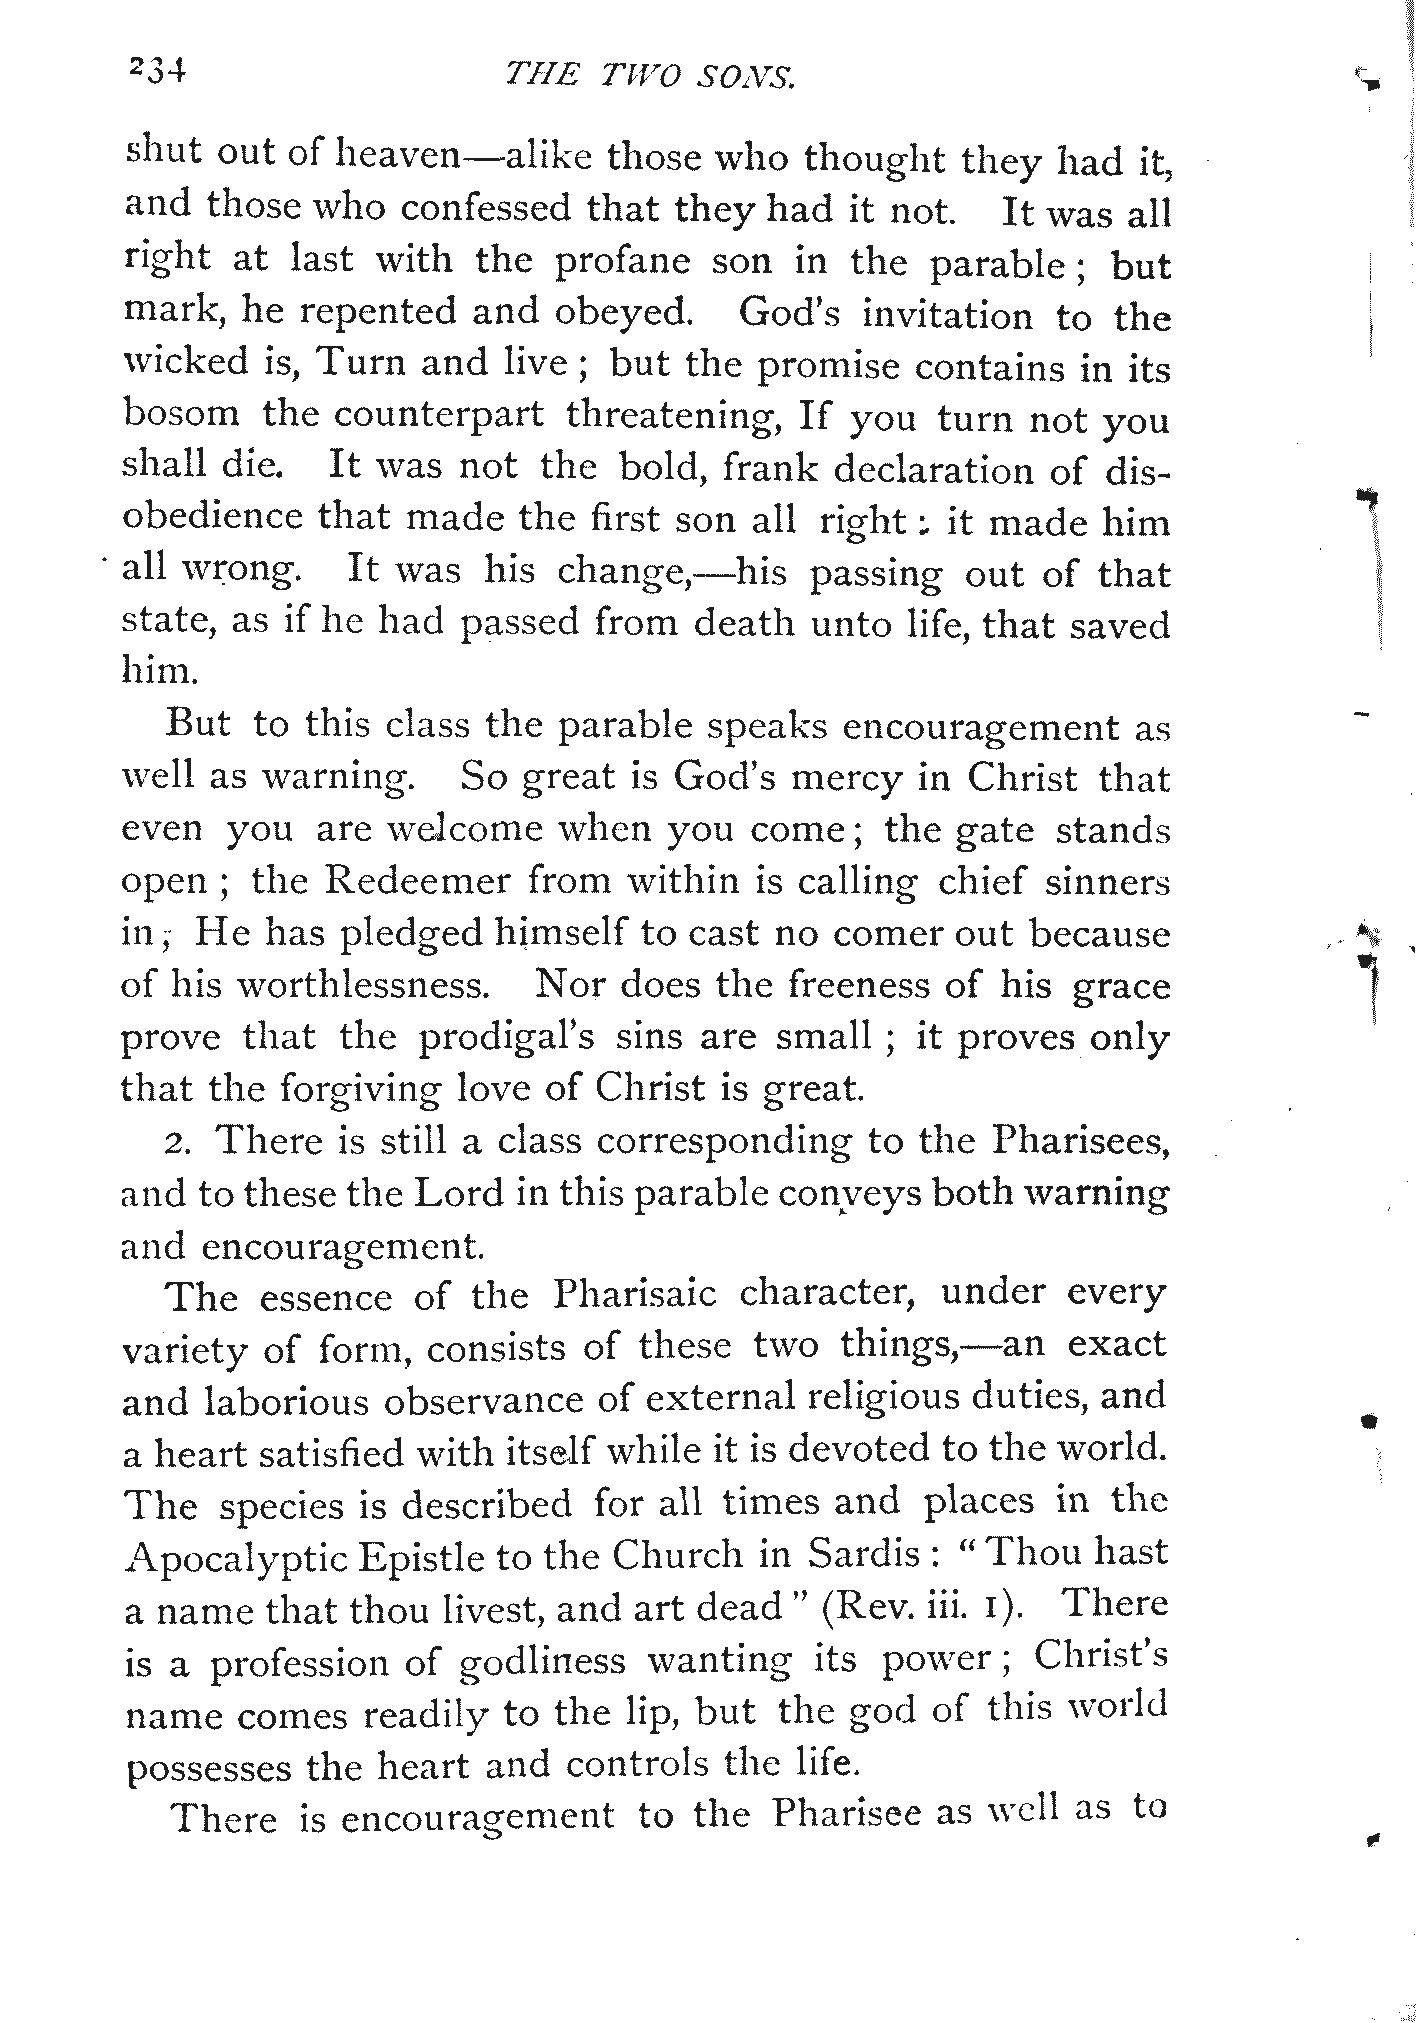 234 THE TWO SONS.
shut out of heaven—alike those who thought they had it,
and those who confessed that they had it not. It was all
right at last with the profane son in the parable ; but
mark, he repented and obeyed. God's invitation to the
wicked is, Turn and live ; but the promise contains in its
bosom the counterpart threatening, If you turn not you
shall die. It was not the bold, frank declaration of dis-
obedience that made the first son all right ; it made him
all wrong. It was his change,—his passing out of that
state, as if he had passed from death unto life, that saved
him.
But to this class the parable speaks encouragement as
well as warning. So great is God's mercy in Christ that
even you are welcome when you come ; the gate stands
open ; the Redeemer from within is calling chief sinners
in ; He has pledged himself to cast no comer out because
of his worthlessness. Nor does the freeness of his grace
prove that the prodigal's sins are small ; it proves only
that the forgiving love of Christ is great.
2. There is still a class corresponding to the Pharisees,
and to these the Lord in this parable conveys both warning
and encouragement.
The essence of the Pharisaic character, under every
variety of form, consists of these two things,—an exact
and laborious observance of external religious duties, and
a heart satisfied with itself while it is devoted to the world.
The species is described for all times and places in the
Apocalyptic Epistle to the Church in Sardis : “ Thou hast
a name that thou livest, and art dead ” (Rev. iii. 1). There
is a profession of godliness wanting its power ; Christ's
name comes readily to the lip, but the god of this world
possesses the heart and controls the life.
There is encouragement to the Pharisee as well as to